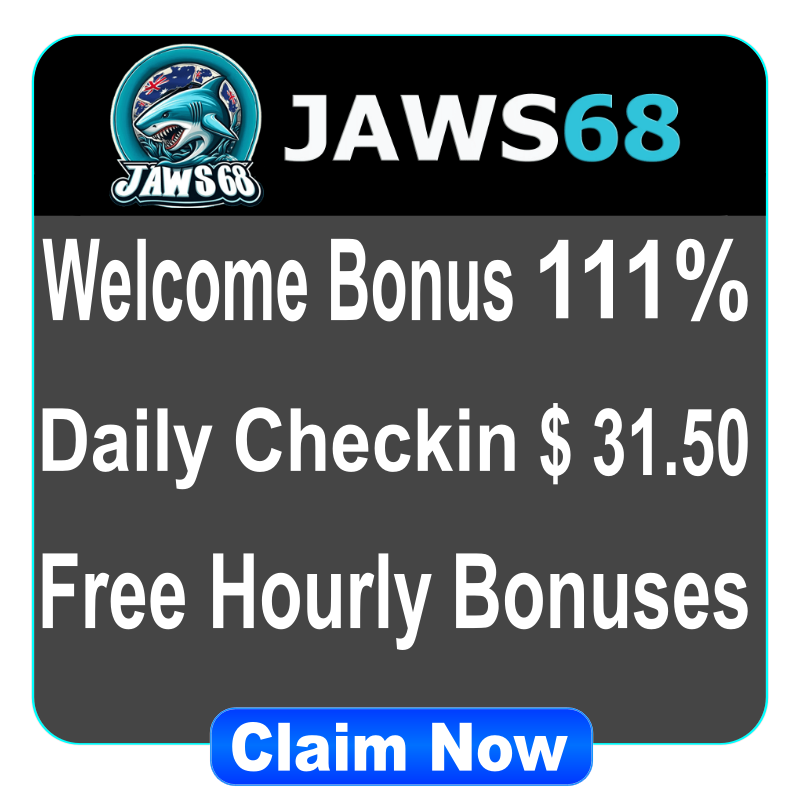 JAWS68
JAWS68
Welcome Bonus 111%
Daily Checkin $ 31.50
Free Hourly Bonuses
Claim Now